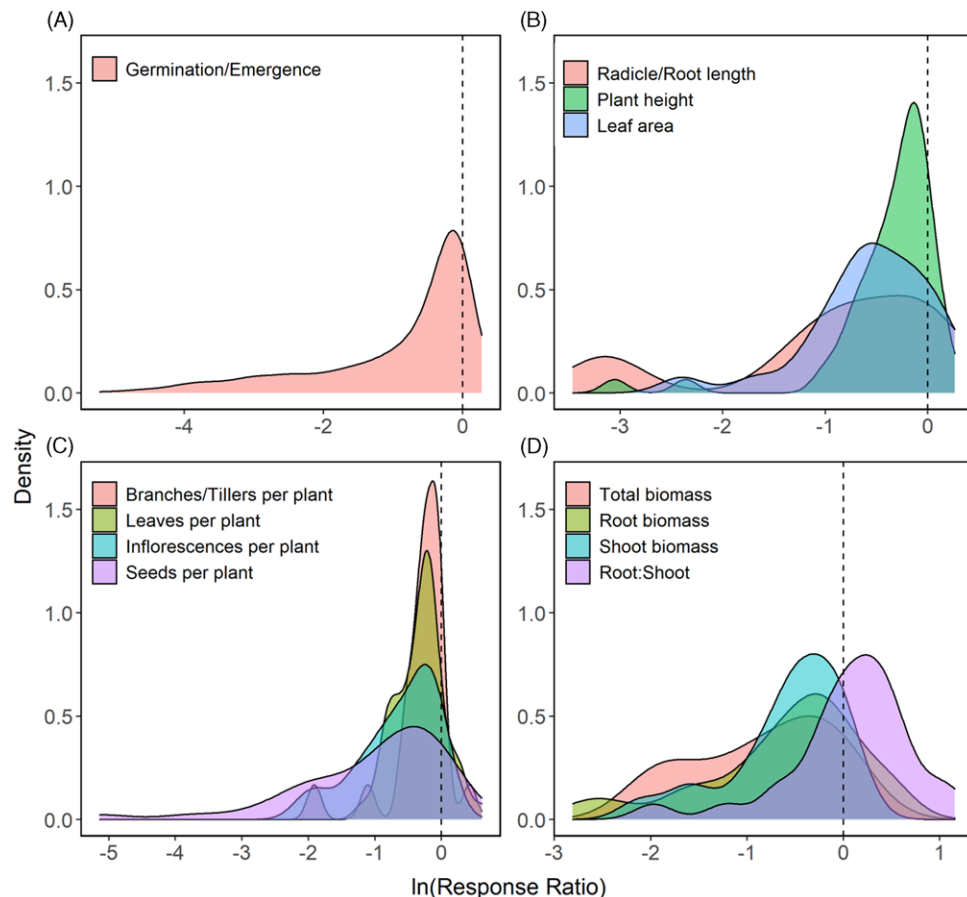 (A)
Germination/Emergence
1.5
1.0
0.5
0.0
-4 -2 0
(B)
Radicle/Root length
Plant height
Leaf area
1.5
1.0
0.5
0.0
-3 -2 -1 0
Density
(C)
Branches/Tillers per plant
Leaves per plant
Inflorescences per plant
Seeds per plant
1.5
1.0
0.5
0.0
-5 -4 -3 -2 -1 0
(D)
Total biomass
Root biomass
Shoot biomass
Root:Shoot
1.5
1.0
0.5
0.0
-3 -2 -1 0 1
ln(Response Ratio)